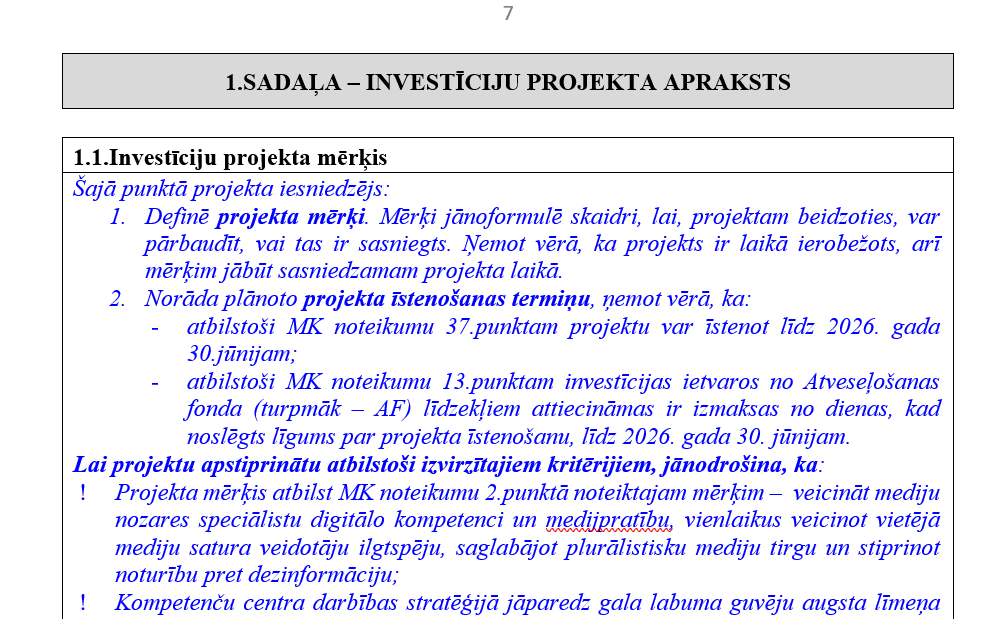 7
1.SADAĻA – INVESTĪCIJU PROJEKTA APRAKSTS
1.1.Investīciju projekta mērķis
Šajā punktā projekta iesniedzējs:
1. Definē projekta mērķi. Mērķi jānoformulē skaidri, lai, projektam beidzoties, var
pārbaudīt, vai tas ir sasniegts. Ņemot vērā, ka projekts ir laikā ierobežots, arī
mērķim jābūt sasniedzamam projekta laikā.
2. Norāda plānoto projekta īstenošanas termiņu, ņemot vērā, ka:
- atbilstoši MK noteikumu 37.punktam projektu var īstenot līdz 2026. gada
30.jūnijam;
- atbilstoši MK noteikumu 13.punktam investīcijas ietvaros no Atveseļošanas
fonda (turpmāk – AF) līdzekļiem attiecināmas ir izmaksas no dienas, kad
noslēgts līgums par projekta īstenošanu, līdz 2026. gada 30. jūnijam.
Lai projektu apstiprinātu atbilstoši izvirzītajiem kritērijiem, jānodrošina, ka:
! Projekta mērķis atbilst MK noteikumu 2.punktā noteiktajam mērķim – veicināt mediju
nozares speciālistu digitālo kompetenci un medijpratību, vienlaikus veicinot vietējā
mediju satura veidotāju ilgtspēju, saglabājot plurālistisku mediju tirgu un stiprinot
noturību pret dezinformāciju;
! Kompetenču centra darbības stratēģijā jāparedz gala labuma guvēju augsta līmeņa